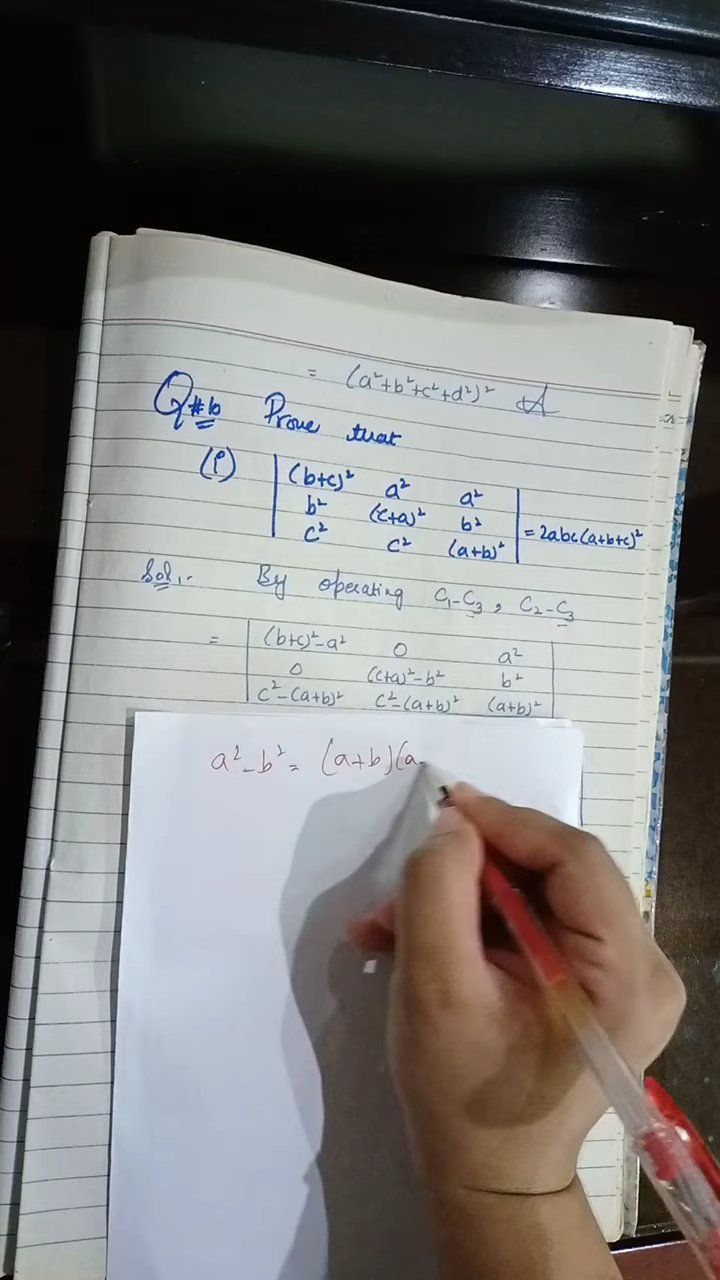 = (a²+b²+c²+d²)²
Q#6 Prove that
(i) | (b+c)² a² a² |
| b² (c+a)² b² | = 2abc(a+b+c)²
| c² c² (a+b)² |
Sol:- By operating C₁-C₃, C₂-C₃
= | (b+c)²-a² 0 a² |
| 0 (c+a)²-b² b² |
| c²-(a+b)² c²-(a+b)² (a+b)² |
a²-b² = (a+b)(a-